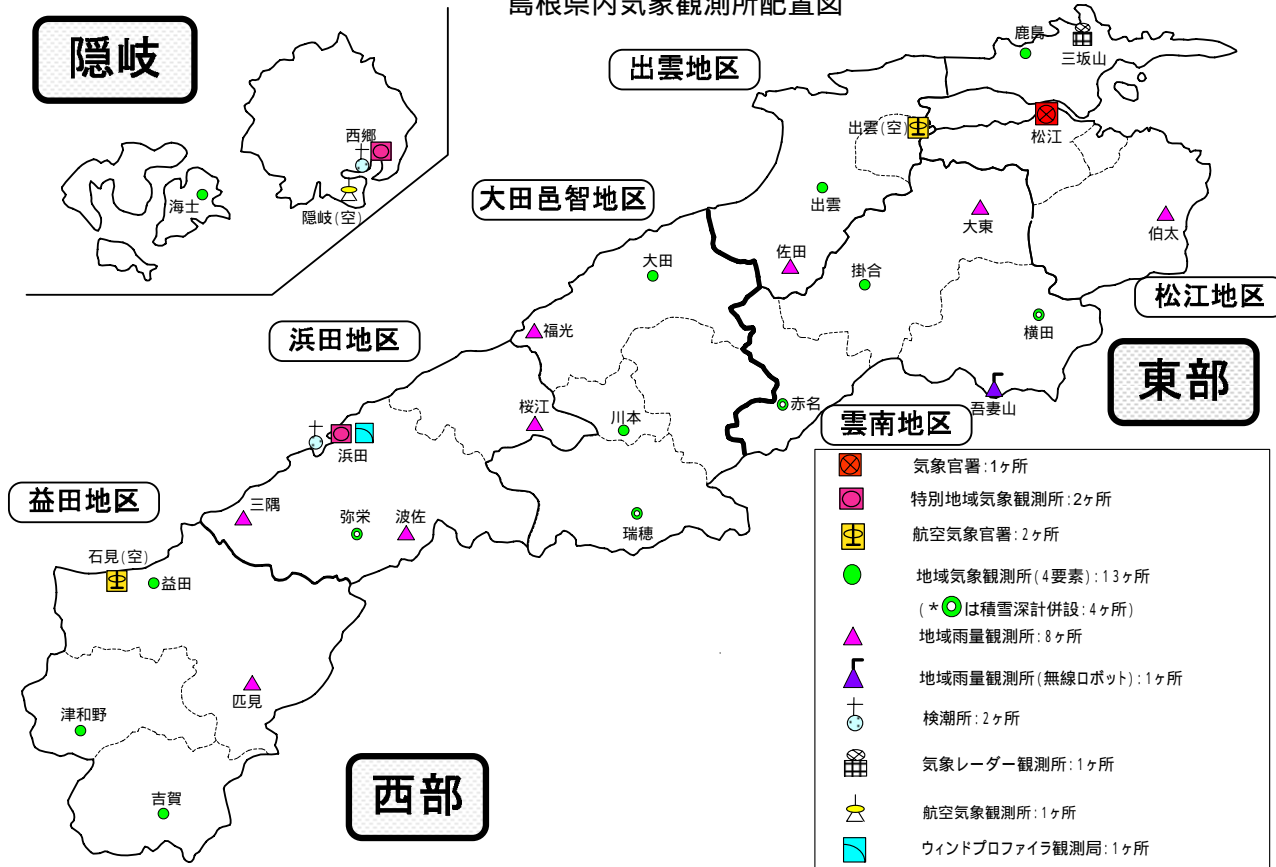 島根県内気象観測所配置図
隠岐
西郷
海士
隠岐(空)
出雲地区
鹿島
三坂山
出雲(空)
松江
大田邑智地区
出雲
大東
伯太
佐田
掛合
大田
松江地区
横田
福光
浜田地区
東部
赤名
吾妻山
桜江
川本
雲南地区
浜田
益田地区
三隅
弥栄
波佐
瑞穂
石見(空)
益田
匹見
津和野
西部
吉賀
気象官署:1ヶ所
特別地域気象観測所:2ヶ所
航空気象官署:2ヶ所
地域気象観測所(4要素):13ヶ所
(*◎は積雪深計併設:4ヶ所)
地域雨量観測所:8ヶ所
地域雨量観測所(無線ロボット):1ヶ所
検潮所:2ヶ所
気象レーダー観測所:1ヶ所
航空気象観測所:1ヶ所
ウィンドプロファイラ観測局:1ヶ所